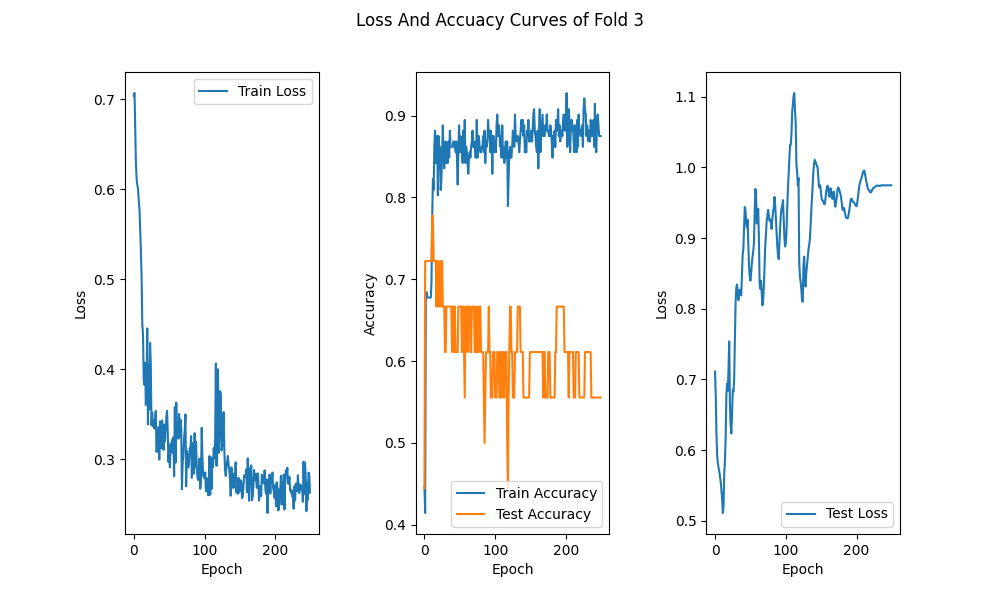 Loss And Accuacy Curves of Fold 3
Train Loss
0.7
0.6
0.5
0.4
0.3
Loss
0
100
200
Epoch
0.9
0.8
0.7
0.6
0.5
0.4
Accuracy
Train Accuracy
Test Accuracy
0
100
200
Epoch
1.1
1.0
0.9
0.8
0.7
0.6
0.5
Loss
Test Loss
0
100
200
Epoch